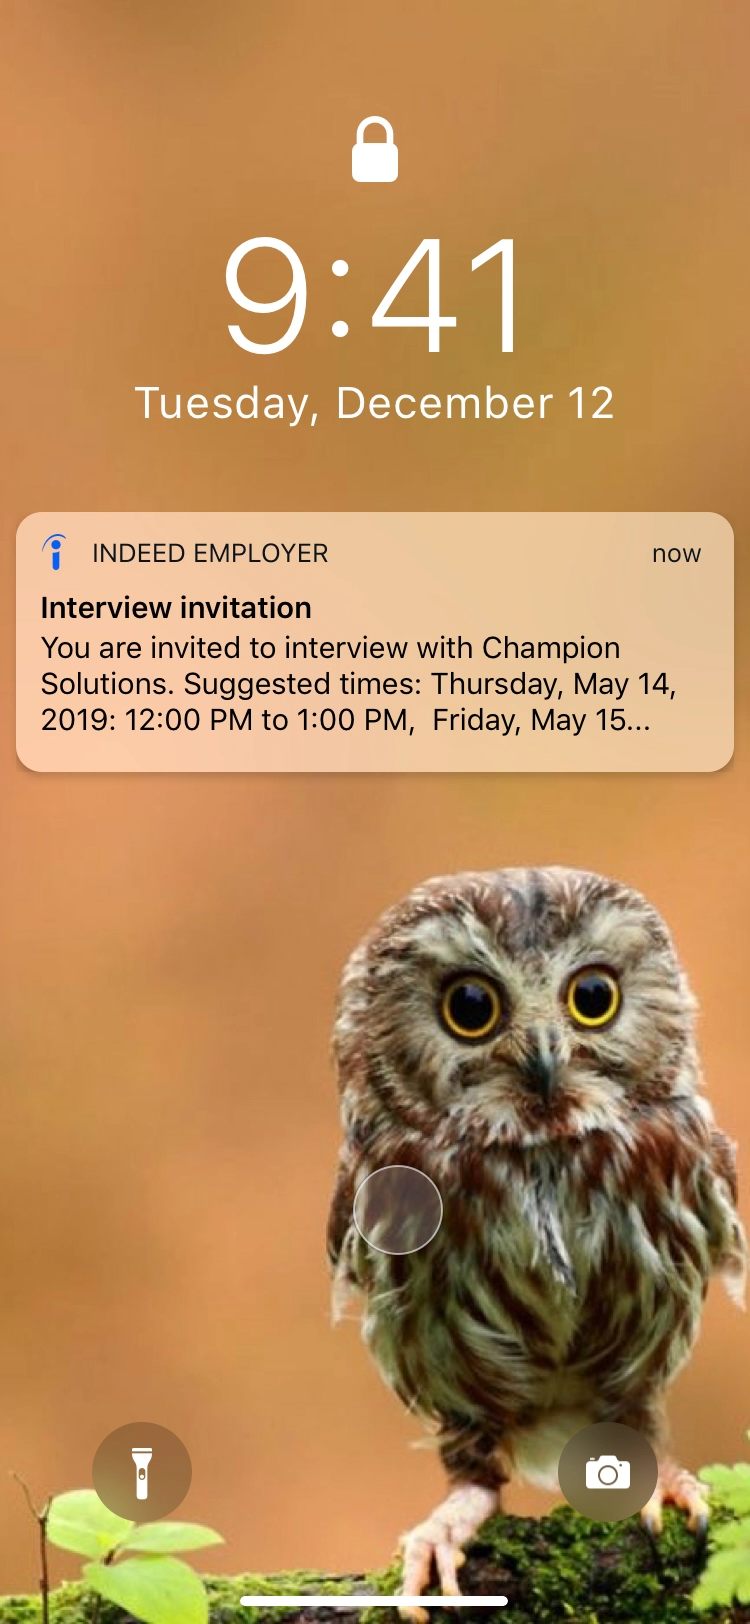 9:41
Tuesday, December 12
INDEED EMPLOYER now
Interview invitation
You are invited to interview with Champion
Solutions. Suggested times: Thursday, May 14,
2019: 12:00 PM to 1:00 PM,  Friday, May 15...